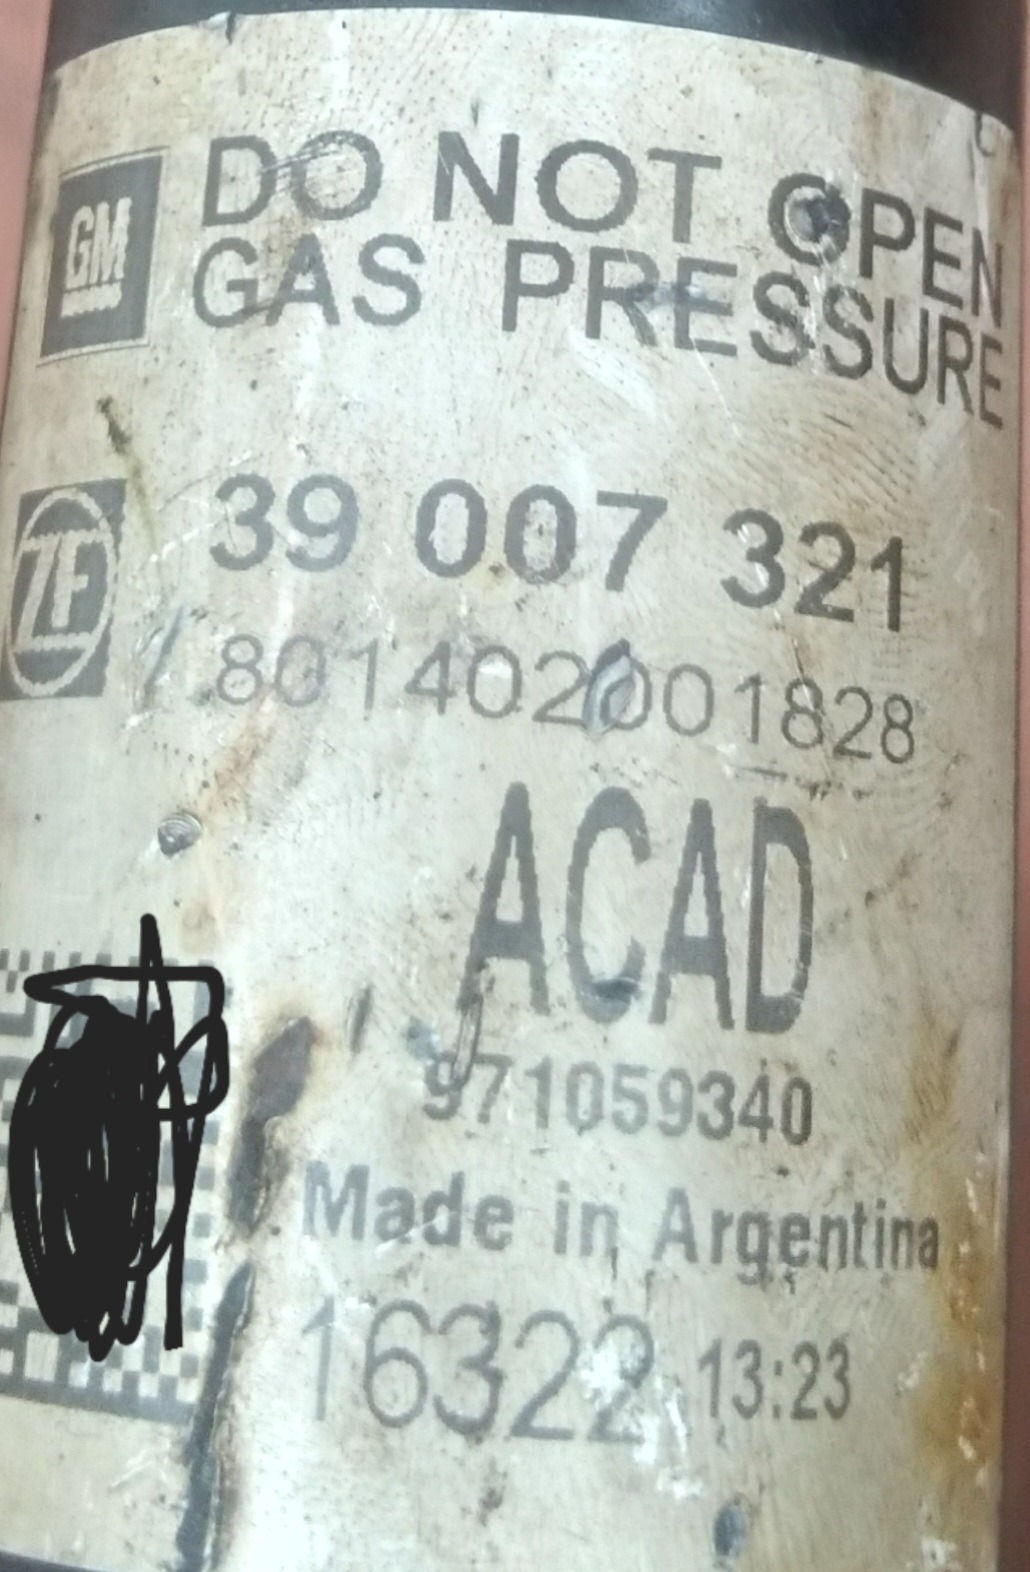 DO NOT OPEN
GM
GAS PRESSURE
ZF
39 007 321
801402001828
ACAD
971059340
Made in Argentina
16322 13:23